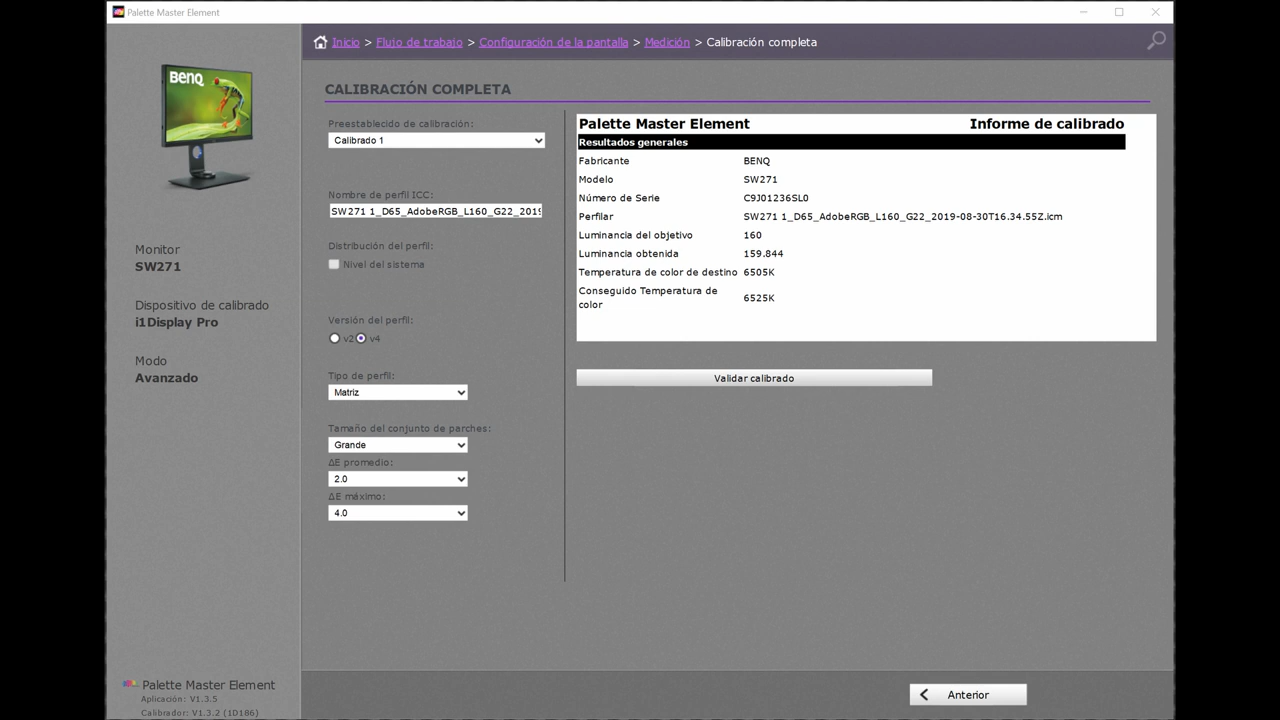 Palette Master Element
Inicio > Flujo de trabajo > Configuración de la pantalla > Medición > Calibración completa
BenQ
Monitor
SW271
Dispositivo de calibrado
i1Display Pro
Modo
Avanzado
Palette Master Element
Aplicación: V1.3.5
Calibrador: V1.3.2 (1D186)
CALIBRACIÓN COMPLETA
Preestablecido de calibración:
Calibrado 1
Nombre de perfil ICC:
SW271 1_D65_AdobeRGB_L160_G22_2019
Distribución del perfil:
Nivel del sistema
Versión del perfil:
v2 v4
Tipo de perfil:
Matriz
Tamaño del conjunto de parches:
Grande
ΔE promedio:
2.0
ΔE máximo:
4.0
Palette Master Element Informe de calibrado
Resultados generales
Fabricante BENQ
Modelo SW271
Número de Serie C9J01236SL0
Perfilar SW271 1_D65_AdobeRGB_L160_G22_2019-08-30T16.34.55Z.icm
Luminancia del objetivo 160
Luminancia obtenida 159.844
Temperatura de color de destino 6505K
Conseguido Temperatura de
color 6525K
Validar calibrado
Anterior